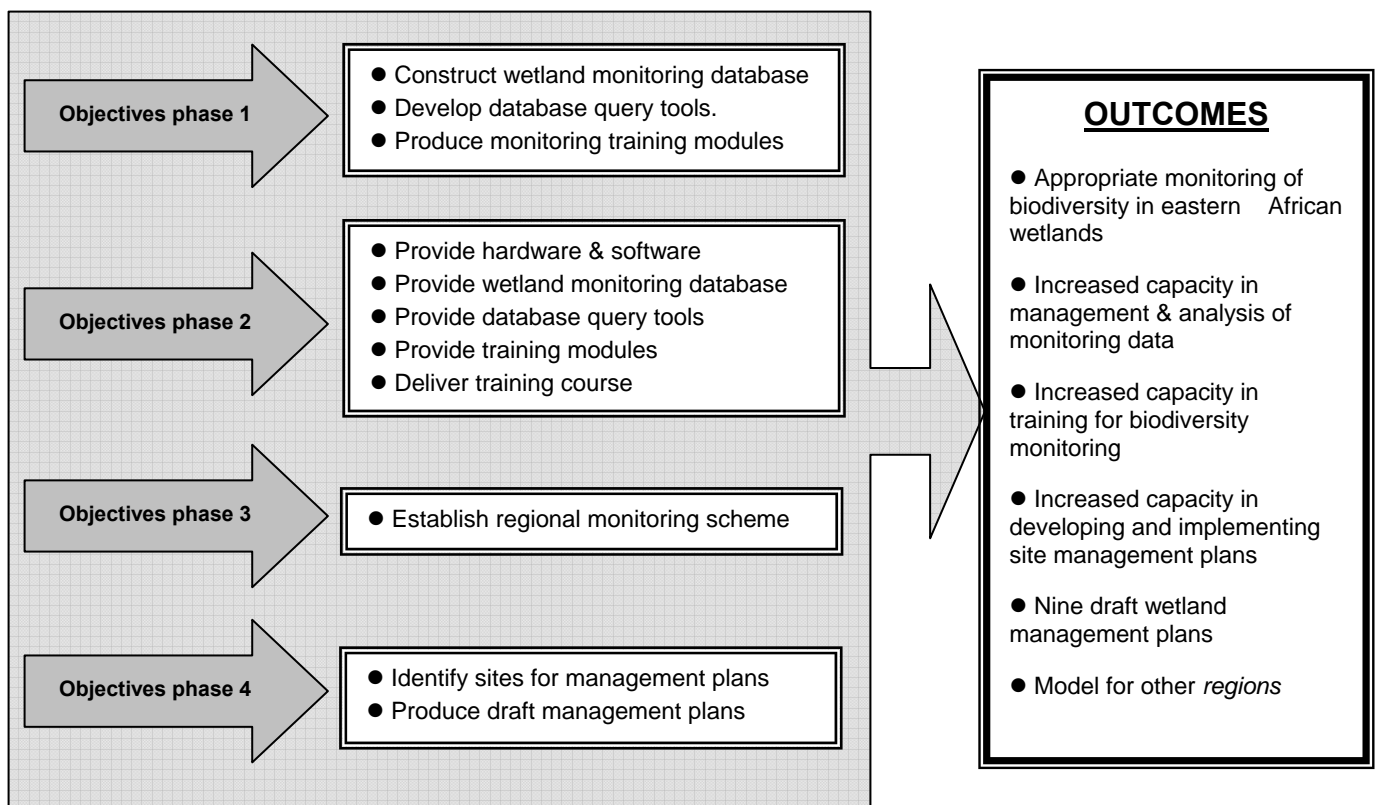 Objectives phase 1
● Construct wetland monitoring database
● Develop database query tools.
● Produce monitoring training modules
Objectives phase 2
● Provide hardware & software
● Provide wetland monitoring database
● Provide database query tools
● Provide training modules
● Deliver training course
Objectives phase 3
● Establish regional monitoring scheme
Objectives phase 4
● Identify sites for management plans
● Produce draft management plans
OUTCOMES
● Appropriate monitoring of
biodiversity in eastern African
wetlands
● Increased capacity in
management & analysis of
monitoring data
● Increased capacity in
training for biodiversity
monitoring
● Increased capacity in
developing and implementing
site management plans
● Nine draft wetland
management plans
● Model for other regions